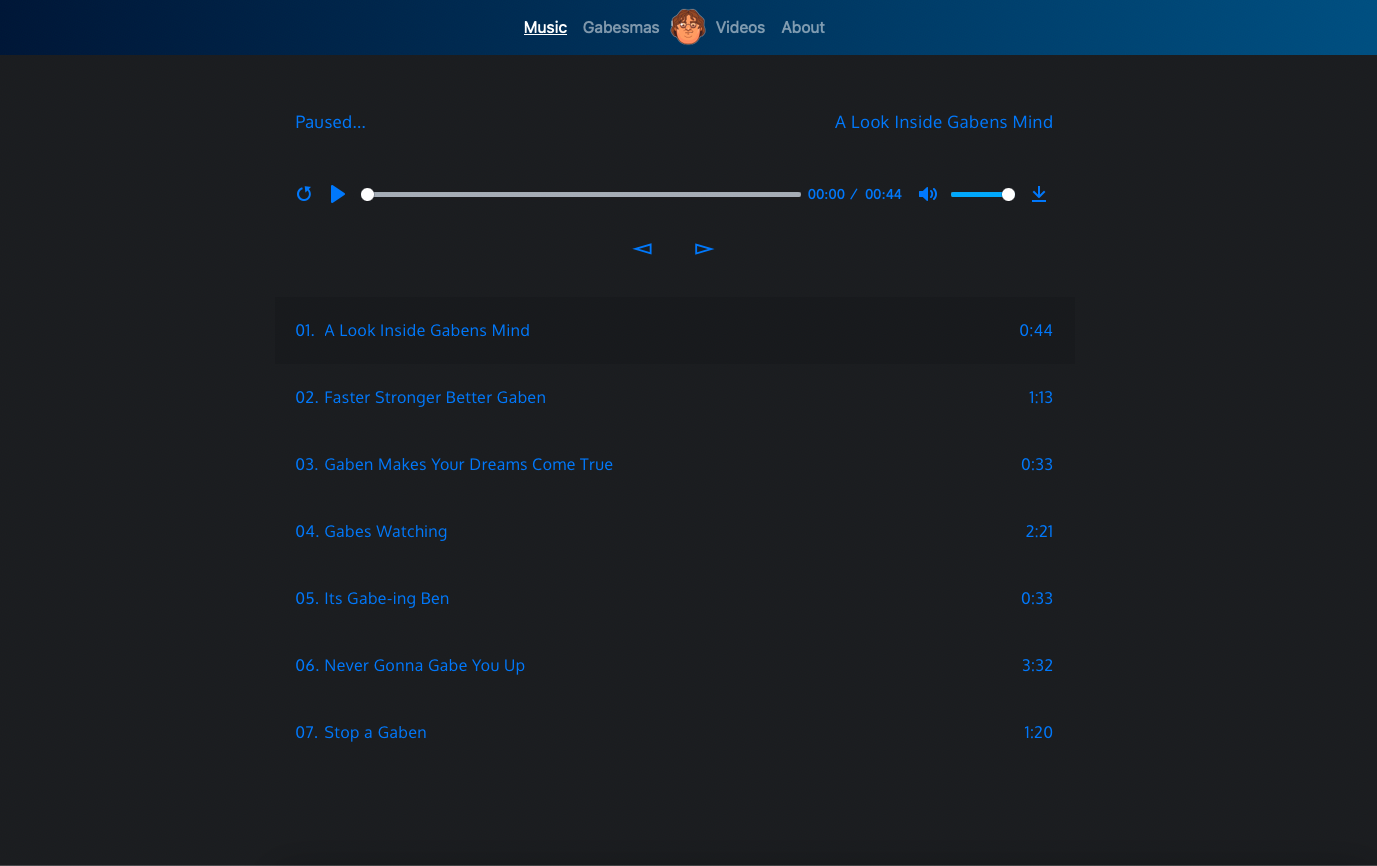 Music Gabesmas Videos About
Paused... A Look Inside Gabens Mind
00:00 / 00:44
01. A Look Inside Gabens Mind 0:44
02. Faster Stronger Better Gaben 1:13
03. Gaben Makes Your Dreams Come True 0:33
04. Gabes Watching 2:21
05. Its Gabe-ing Ben 0:33
06. Never Gonna Gabe You Up 3:32
07. Stop a Gaben 1:20